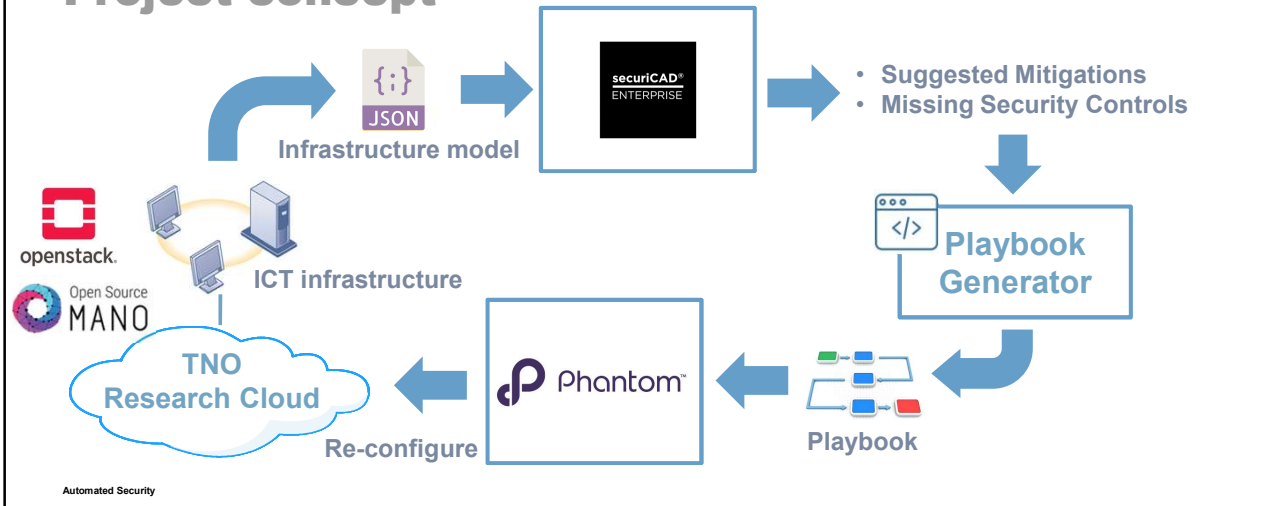 Project concept
{;}
JSON
Infrastructure model
securiCAD®
ENTERPRISE
• Suggested Mitigations
• Missing Security Controls
</>
Playbook
Generator
openstack.
Open Source
MANO
ICT infrastructure
TNO
Research Cloud
Re-configure
Phantom™
Playbook
Automated Security